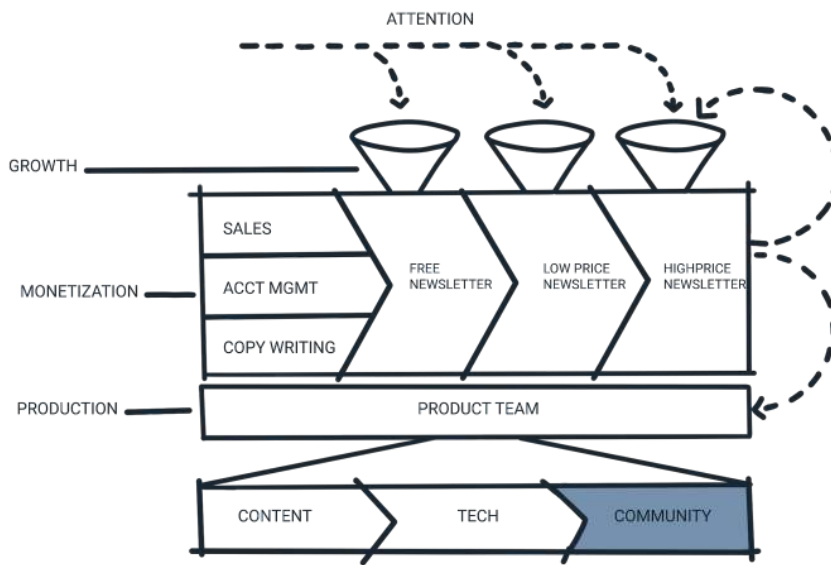 ATTENTION
GROWTH
SALES
FREE
NEWSLETTER
LOW PRICE
NEWSLETTER
HIGHPRICE
NEWSLETTER
MONETIZATION
ACCT MGMT
COPY WRITING
PRODUCTION
PRODUCT TEAM
CONTENT
TECH
COMMUNITY